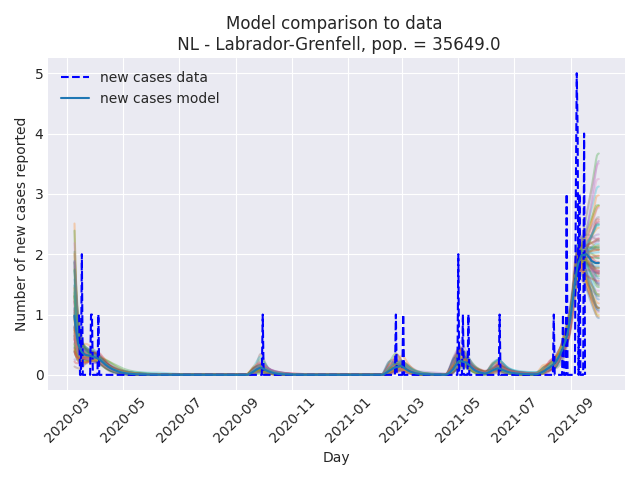 Model comparison to data
NL - Labrador-Grenfell, pop. = 35649.0
new cases data
new cases model
Number of new cases reported
5
4
3
2
1
0
2020-03
2020-05
2020-07
2020-09
2020-11
2021-01
2021-03
2021-05
2021-07
2021-09
Day